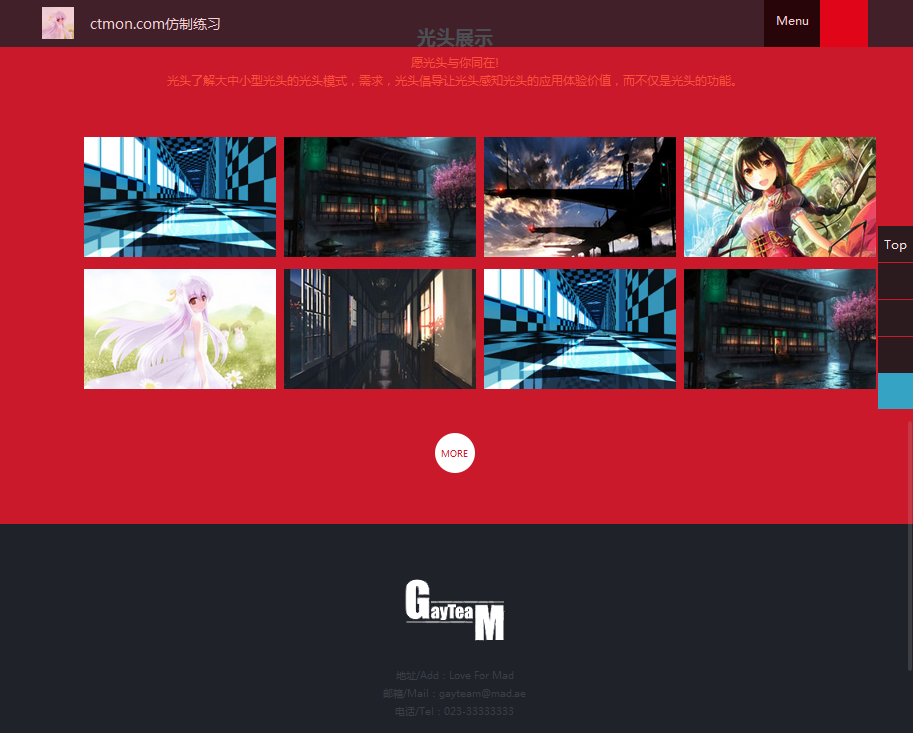 ctmon.com仿制练习
Menu
光头展示
愿光头与你同在!
光头了解大中小型光头的光头模式，需求，光头倡导让光头感知光头的应用体验价值，而不仅是光头的功能。
Top
MORE
GayTeaM
地址/Add：Love For Mad
邮箱/Mail：gayteam@mad.ae
电话/Tel：023-33333333